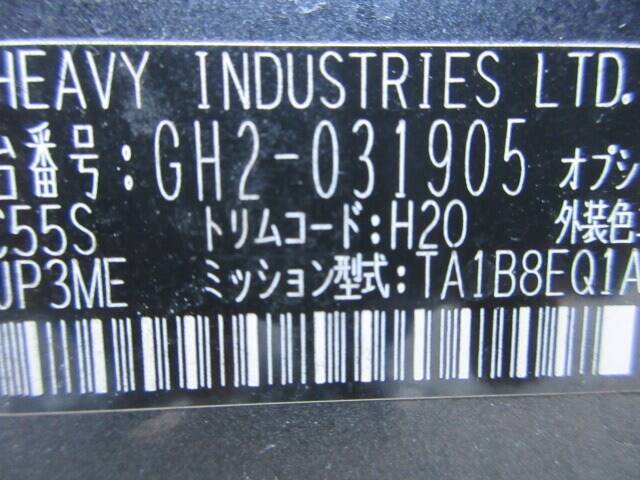 HEAVY INDUSTRIES LTD.
台番号:GH2-031905 オプシ
C55S トリムコード:H20 外装色
UP3ME ミッション型式:TA1B8EQ1A